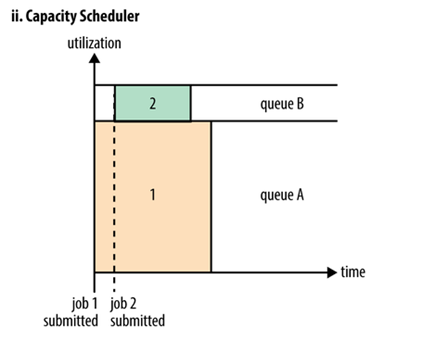 ii. Capacity Scheduler
utilization
2
queue B
1
queue A
time
job 1
submitted
job 2
submitted